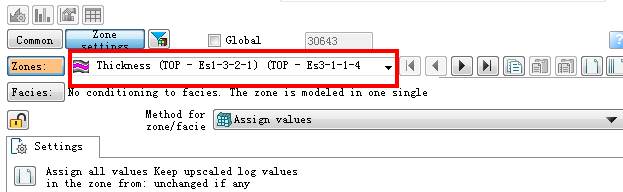 Common
Zone settings
Global
30643
Zones:
Thickness (TOP - Es1-3-2-1) (TOP - Es3-1-1-4
Facies:
No conditioning to facies. The zone is modeled in one single
Method for zone/facie
Assign values
Settings
Assign all values in the zone from:
Keep upscaled log values unchanged if any